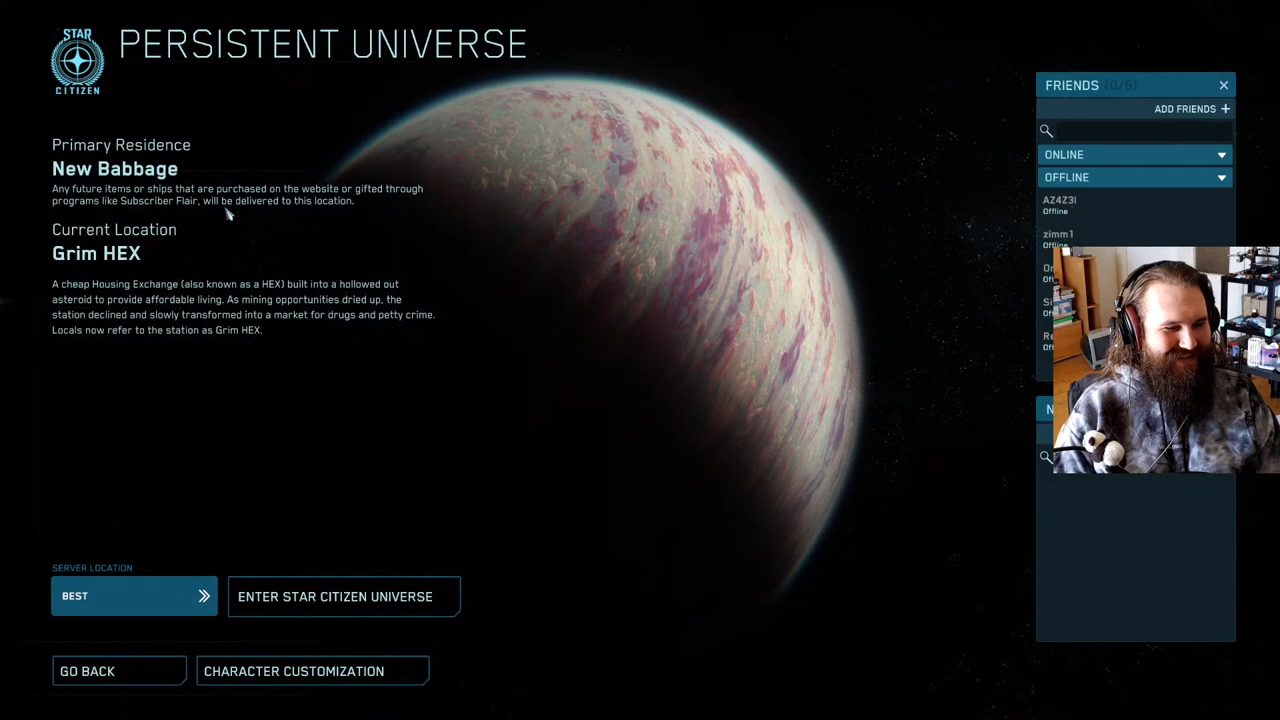 STAR
CITIZEN
PERSISTENT UNIVERSE
Primary Residence
New Babbage
Any future items or ships that are purchased on the website or gifted through
programs like Subscriber Flair, will be delivered to this location.
Current Location
Grim HEX
A cheap Housing Exchange (also known as a HEX) built into a hollowed out
asteroid to provide affordable living. As mining opportunities dried up, the
station declined and slowly transformed into a market for drugs and petty crime.
Locals now refer to the station as Grim HEX.
SERVER LOCATION
BEST
ENTER STAR CITIZEN UNIVERSE
GO BACK
CHARACTER CUSTOMIZATION
FRIENDS (0/5)
ADD FRIENDS +
ONLINE
OFFLINE
AZ4Z3I
Offline
zimm1
Offline